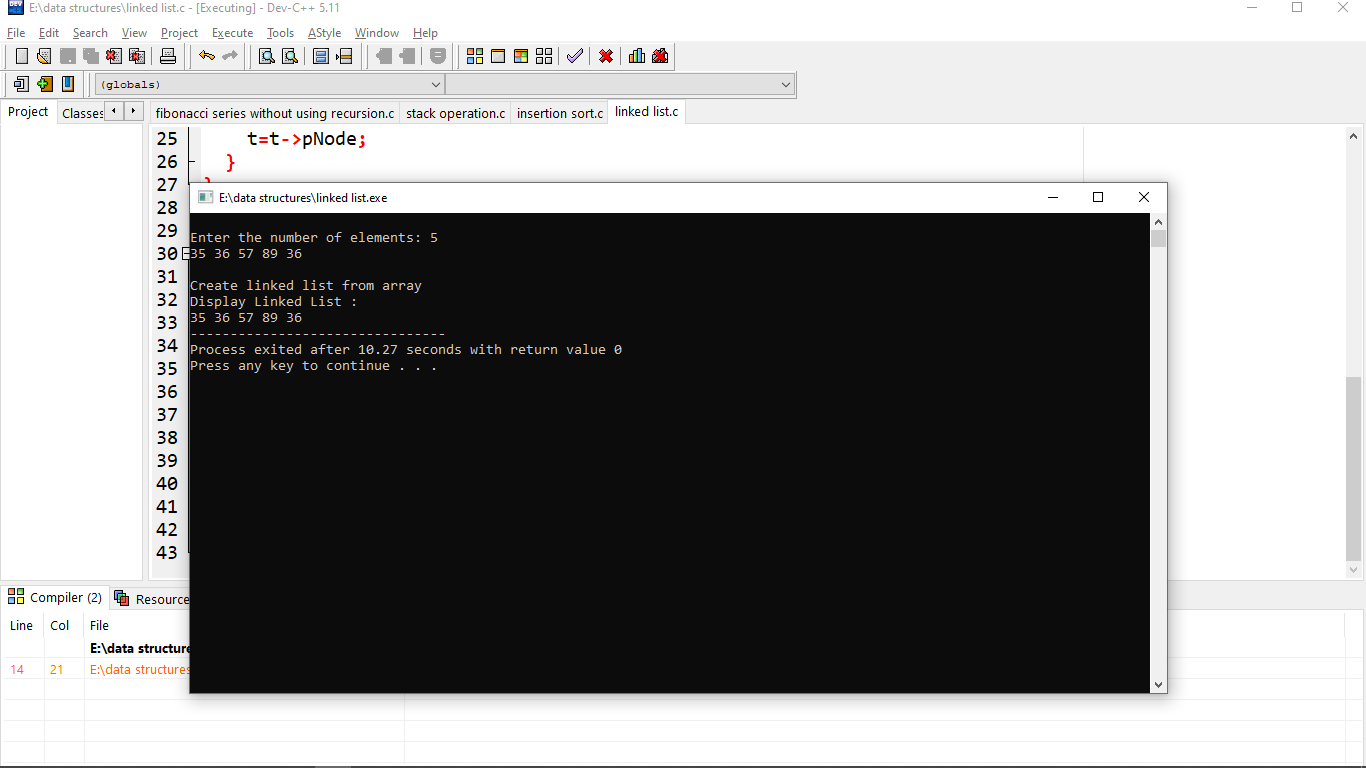 E:\data structures\linked list.c - [Executing] - Dev-C++ 5.11
File Edit Search View Project Execute Tools AStyle Window Help
(globals)
Project Classes fibonacci series without using recursion.c stack operation.c insertion sort.c linked list.c
25 t=t->pNode;
26 }
27 }
E:\data structures\linked list.exe
28
29 Enter the number of elements: 5
30 35 36 57 89 36
31 Create linked list from array
32 Display Linked List :
33 35 36 57 89 36
--------------------------------
34 Process exited after 10.27 seconds with return value 0
35 Press any key to continue . . .
36
37
38
39
40
41
42
43
Compiler (2) Resource
Line Col File
E:\data structure
14 21 E:\data structures